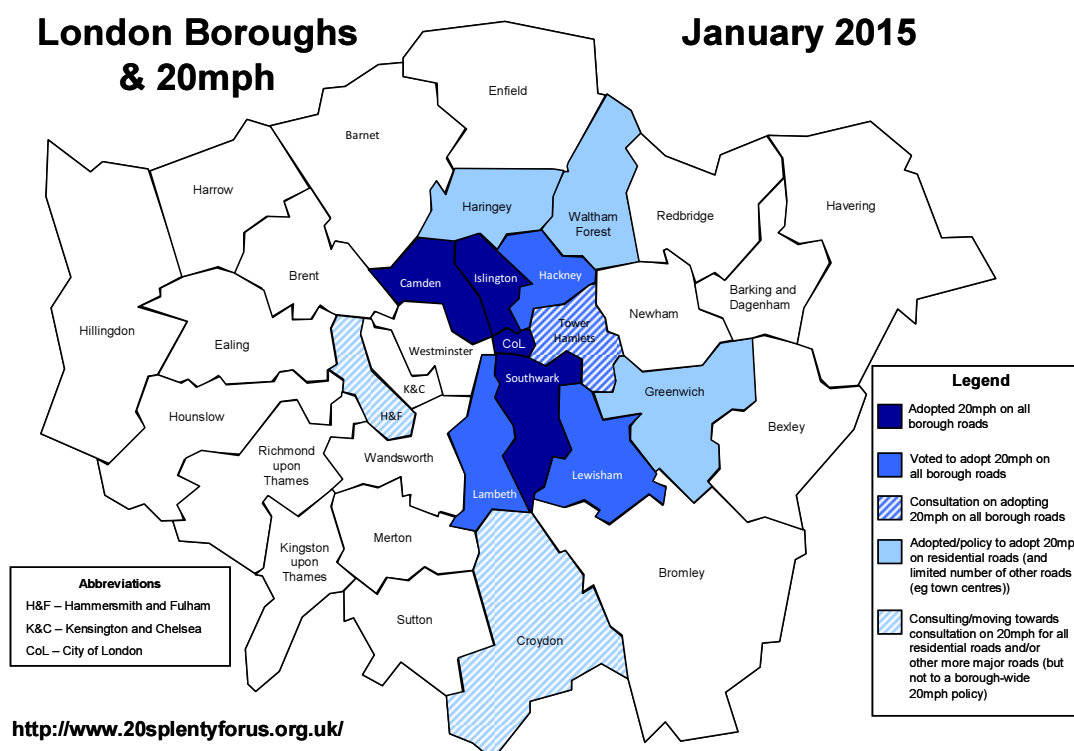 London Boroughs
& 20mph
January 2015
Enfield
Barnet
Harrow
Haringey
Waltham
Forest
Redbridge
Havering
Brent
Camden
Islington
Hackney
Barking and
Dagenham
Hillingdon
Ealing
Westminster
CoL
Tower
Hamlets
Newham
K&C
Southwark
Greenwich
Hounslow
H&F
Bexley
Richmond
upon
Thames
Wandsworth
Lambeth
Lewisham
Kingston
upon
Thames
Merton
Bromley
Sutton
Croydon
Legend
Adopted 20mph on all
borough roads
Voted to adopt 20mph on
all borough roads
Consultation on adopting
20mph on all borough roads
Adopted/policy to adopt 20mp
on residential roads (and
limited number of other roads
(eg town centres))
Consulting/moving towards
consultation on 20mph for all
residential roads and/or
other more major roads (but
not to a borough-wide
20mph policy)
Abbreviations
H&F – Hammersmith and Fulham
K&C – Kensington and Chelsea
CoL – City of London
http://www.20splentyforus.org.uk/